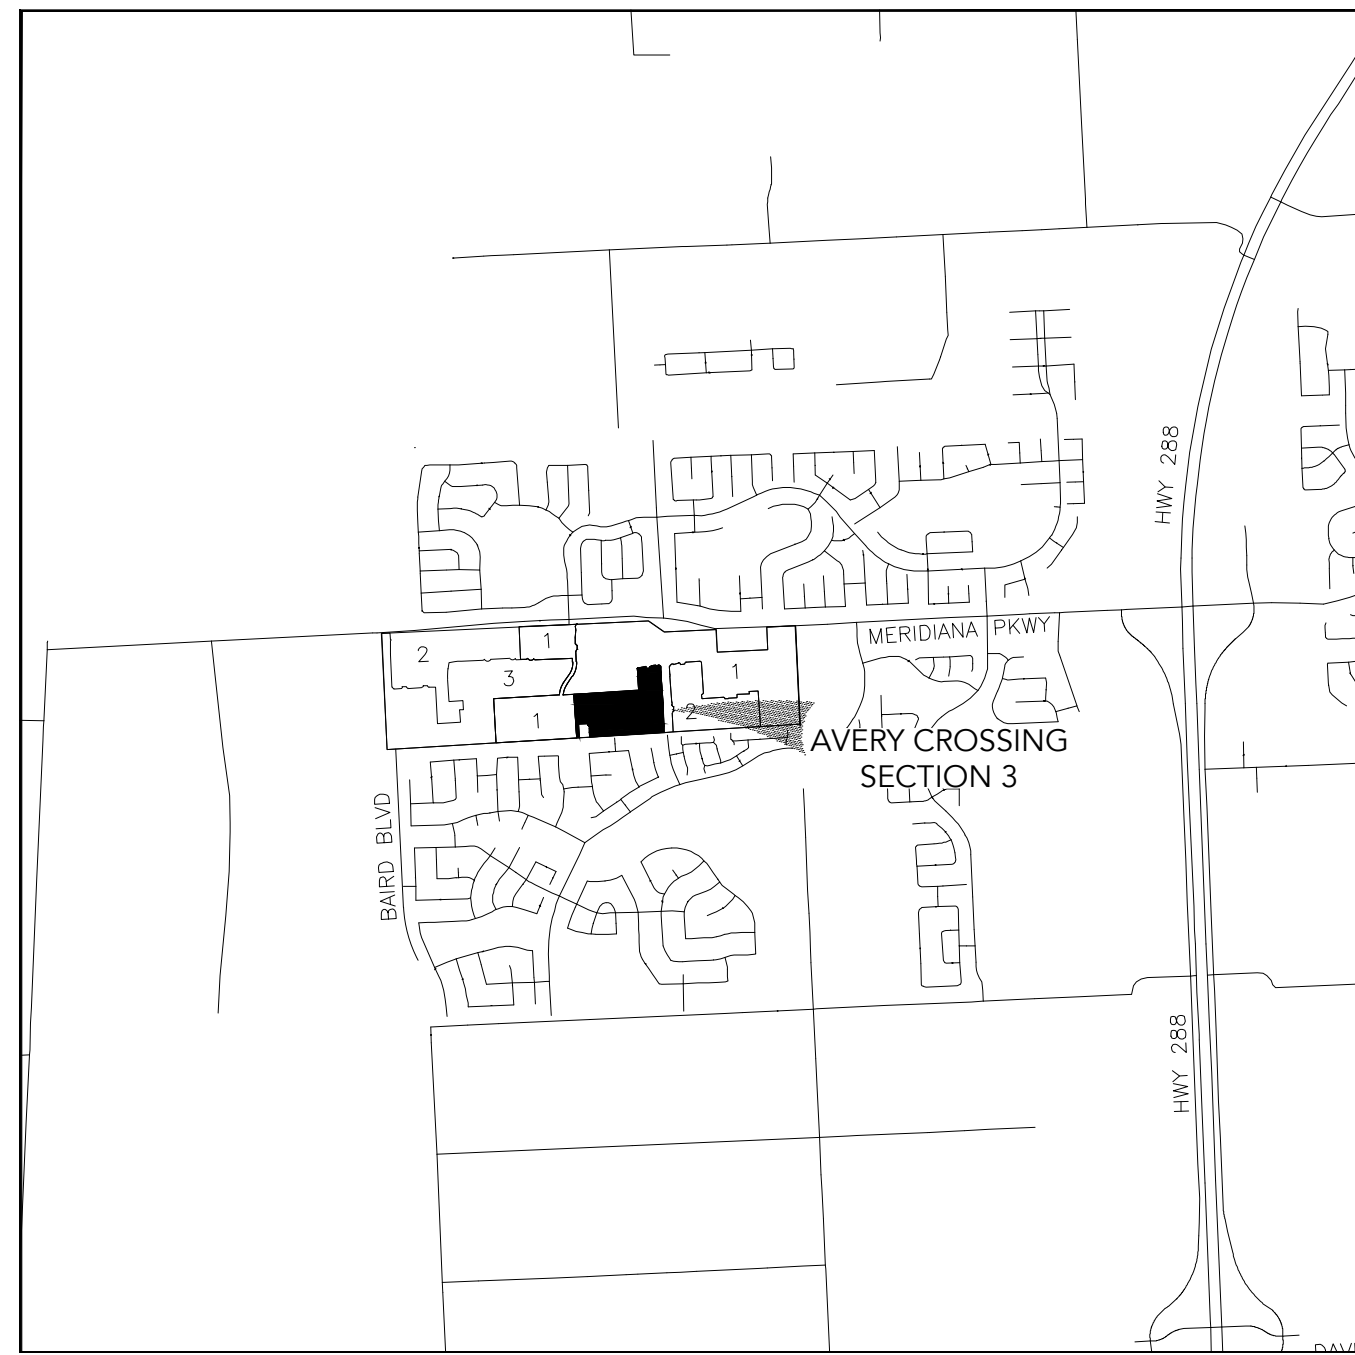 HWY 288
MERIDIANA PKWY
1
2
3
1
1
2
AVERY CROSSING
SECTION 3
BAIRD BLVD
HWY 288